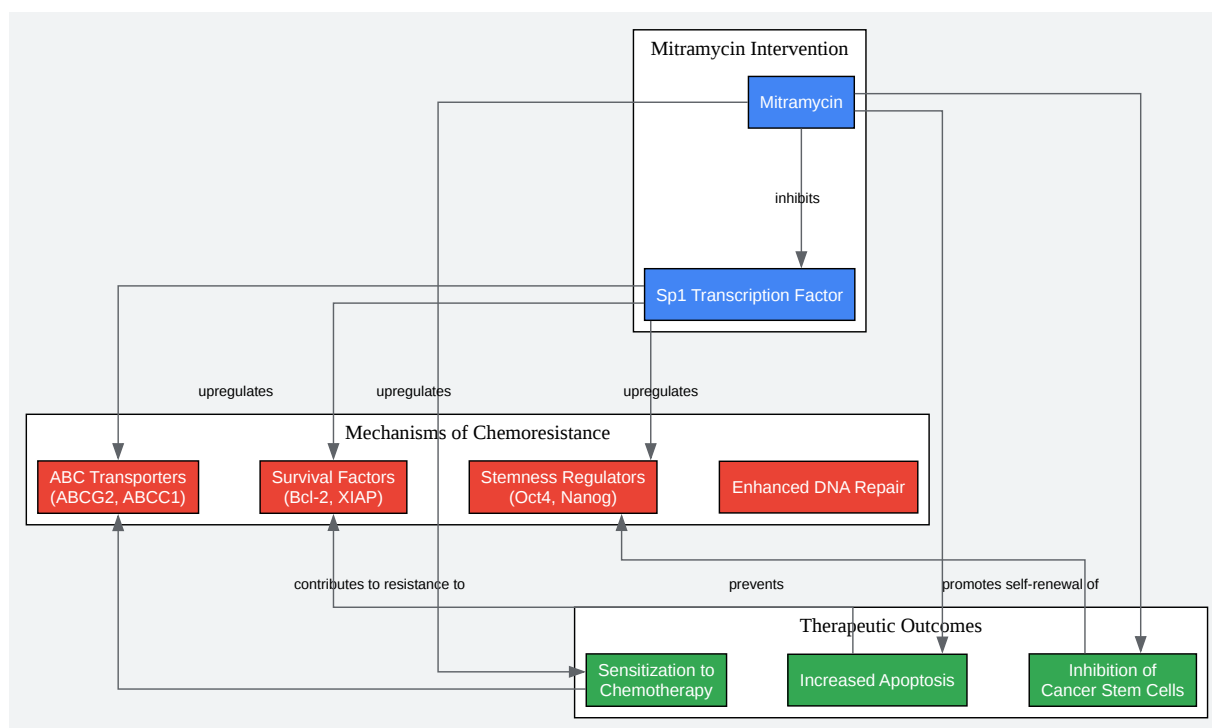 Mitramycin Intervention
Mitramycin
inhibits
Sp1 Transcription Factor
upregulates
upregulates
upregulates
Mechanisms of Chemoresistance
ABC Transporters
(ABCG2, ABCC1)
Survival Factors
(Bcl-2, XIAP)
Stemness Regulators
(Oct4, Nanog)
Enhanced DNA Repair
contributes to resistance to
prevents
promotes self-renewal of
Therapeutic Outcomes
Sensitization to
Chemotherapy
Increased Apoptosis
Inhibition of
Cancer Stem Cells